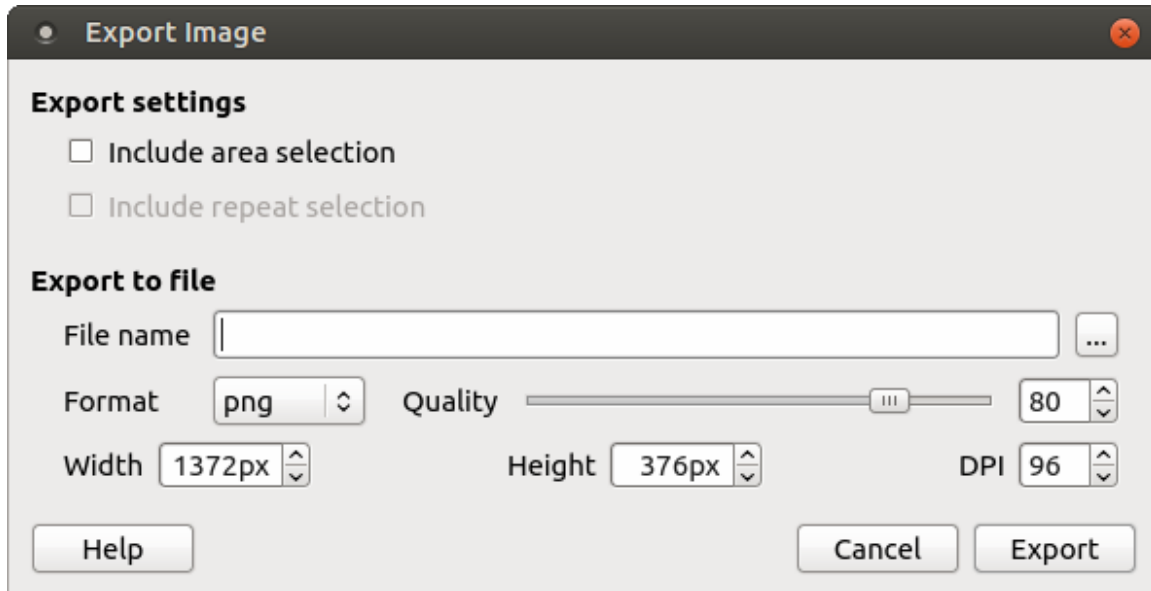 Export Image
Export settings
Include area selection
Include repeat selection
Export to file
File name ...
Format png Quality 80
Width 1372px Height 376px DPI 96
Help Cancel Export